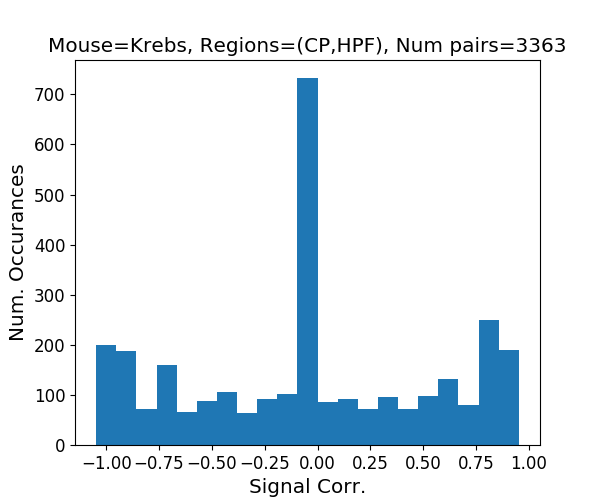 Mouse=Krebs, Regions=(CP,HPF), Num pairs=3363
Num. Occurances
700
600
500
400
300
200
100
0
−1.00 −0.75 −0.50 −0.25 0.00 0.25 0.50 0.75 1.00
Signal Corr.